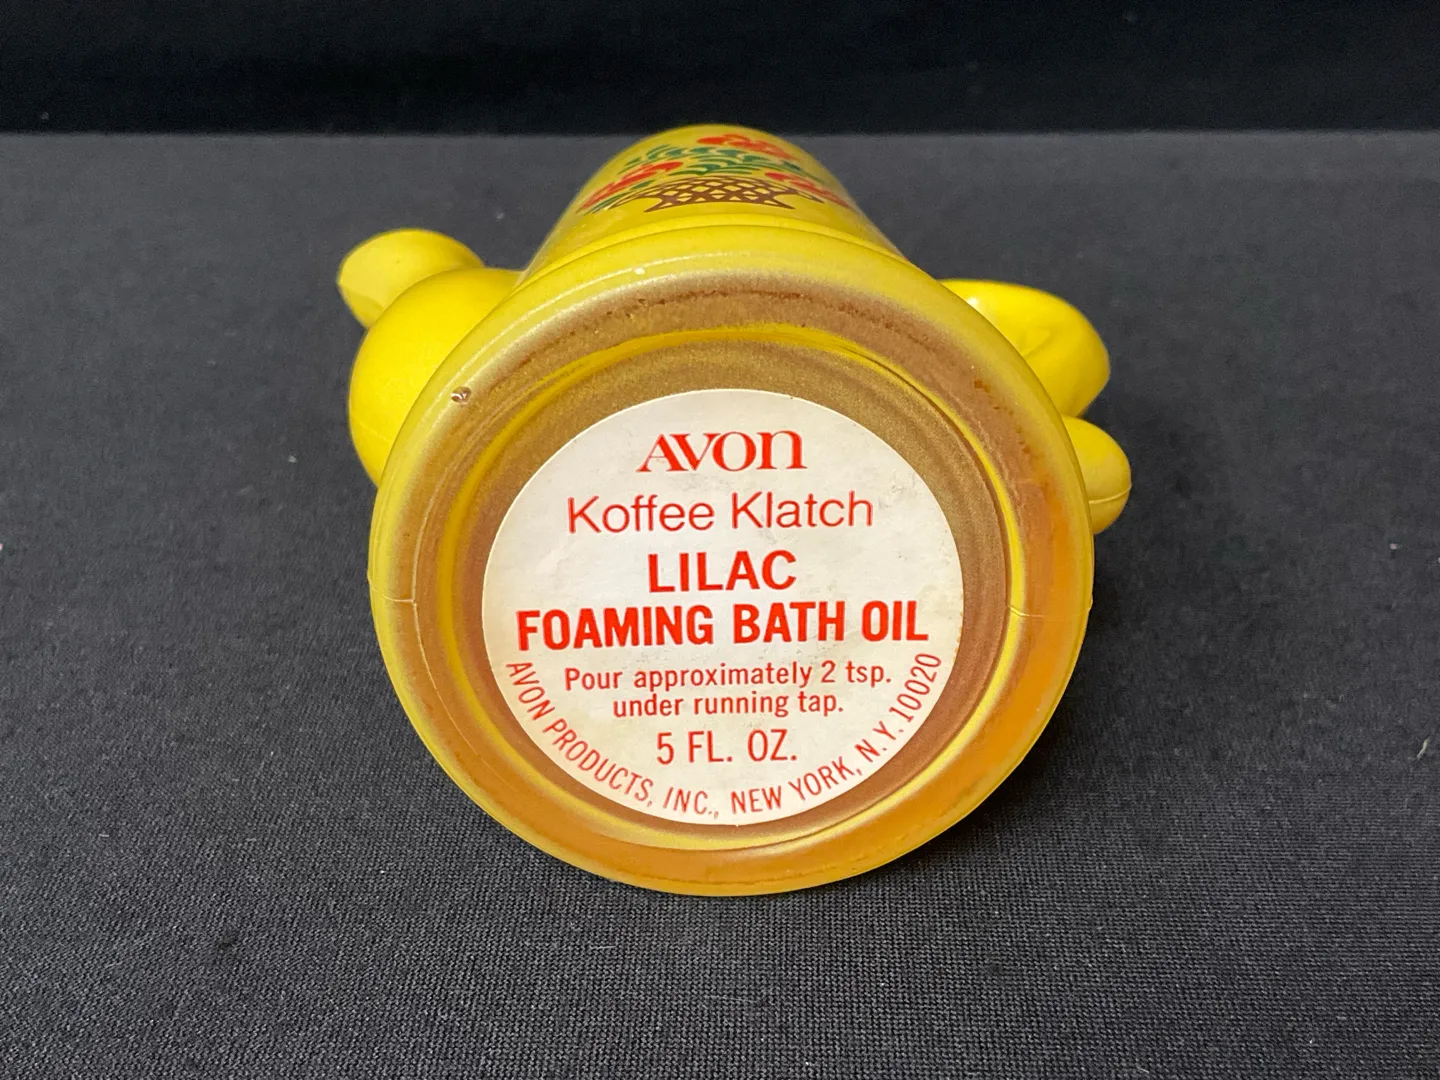 AVON
Koffee Klatch
LILAC
FOAMING BATH OIL
Pour approximately 2 tsp.
under running tap.
5 FL. OZ.
AVON PRODUCTS, INC., NEW YORK, N.Y. 10020